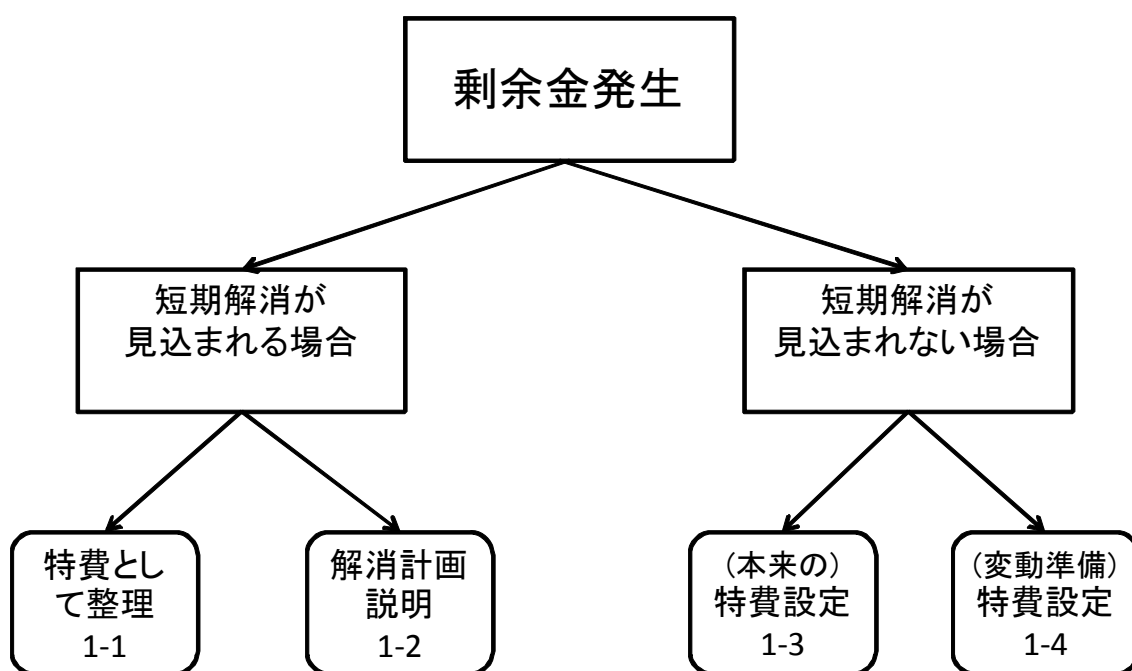 剰余金発生
短期解消が
見込まれる場合
短期解消が
見込まれない場合
特費とし
て整理
1-1
解消計画
説明
1-2
(本来の)
特費設定
1-3
(変動準備)
特費設定
1-4